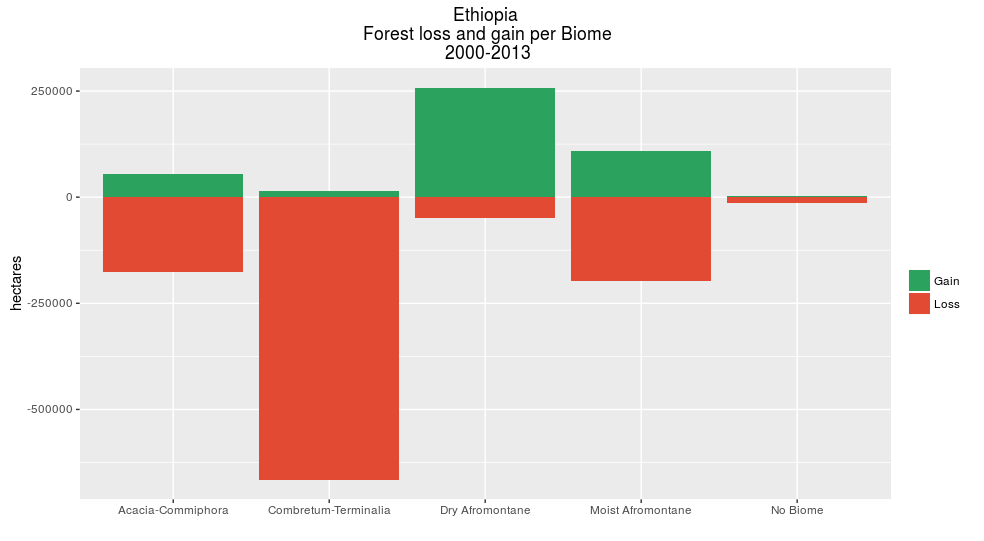 Ethiopia
Forest loss and gain per Biome
2000-2013
250000
0
-250000
-500000
hectares
Gain
Loss
Acacia-Commiphora
Combretum-Terminalia
Dry Afromontane
Moist Afromontane
No Biome